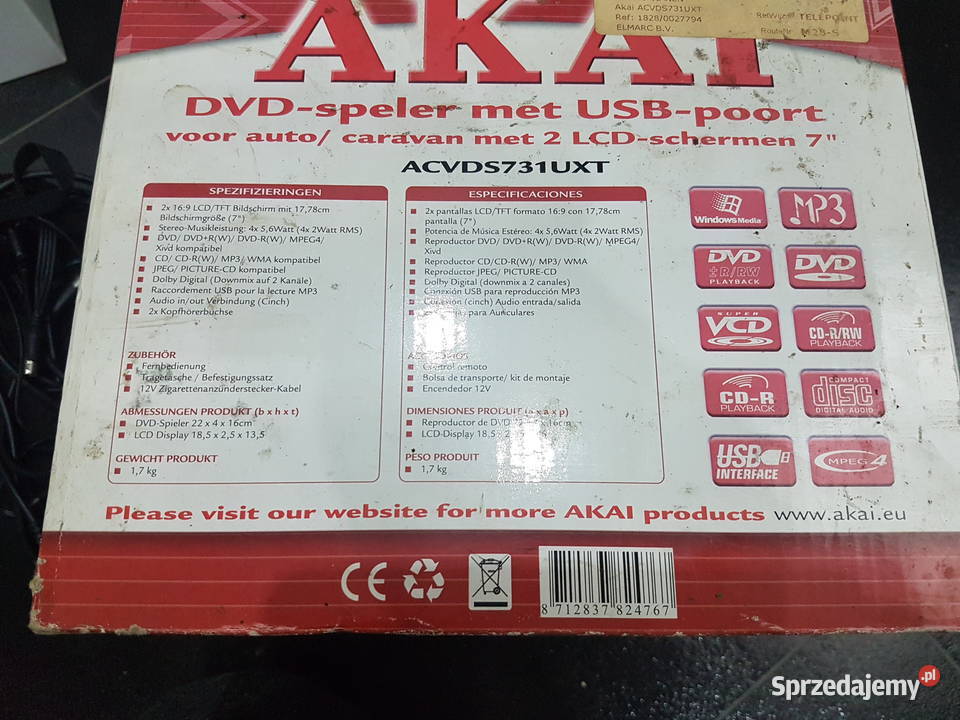 AKAI
Akai ACVDS731UXT
Ref: 1828/0027794
ELMARC B.V.
TELEPOINT
DVD-speler met USB-poort
voor auto/ caravan met 2 LCD-schermen 7"
ACVDS731UXT
SPEZIFIZIERINGEN
2x 16:9 LCD/TFT Bildschirm mit 17,78cm
Bildschirmgröße (7")
Stereo-Musikleistung: 4x 5,6Watt (4x 2Watt RMS)
DVD/ DVD+R(W)/ DVD-R(W)/ MPEG4/
Xivd kompatibel
CD/ CD-R(W)/ MP3/ WMA kompatibel
JPEG/ PICTURE-CD kompatibel
Dolby Digital (Downmix auf 2 Kanäle)
Raccordement USB pour la lecture MP3
Audio in/out Verbindung (Cinch)
2x Kopfhörerbuchse
ZUBEHÖR
Fernbedienung
Tragetasche / Befestigungssatz
12V Zigarettenanzünderstecker-Kabel
ABMESSUNGEN PRODUKT (b x h x t)
DVD-Spieler 22 x 4 x 16cm
LCD Display 18,5 x 2,5 x 13,5
GEWICHT PRODUKT
1,7 kg
ESPECIFICACIONES
2x pantallas LCD/TFT formato 16:9 con 17,78cm
pantalla (7")
Potencia de Música Estéreo: 4x 5,6Watt (4x 2Watt RMS)
Reproductor DVD/ DVD+R(W)/ DVD-R(W)/ MPEG4/
Xivd
Reproductor CD/CD-R(W)/ MP3/ WMA
Reproductor JPEG/ PICTURE-CD
Dolby Digital (downmix a 2 canales)
Conexión USB para reproducción MP3
Conexión (cinch) Audio entrada/salida
para Auriculares
Control remoto
Bolsa de transporte/ kit de montaje
Encendedor 12V
DIMENSIONES PRODUCT (a x a x p)
Reproductor de DVD 16cm
LCD-Display 18,5 x
PESO PRODUIT
1,7 kg
Windows Media
MP3
DVD
±R/RW
PLAYBACK
DVD
SUPER
VCD
CD-R/RW
PLAYBACK
CD-R
PLAYBACK
COMPACT
disc
DIGITAL AUDIO
USB
INTERFACE
MPEG 4
Please visit our website for more AKAI products www.akai.eu
CE
8 712837 824767
Sprzedajemy.pl